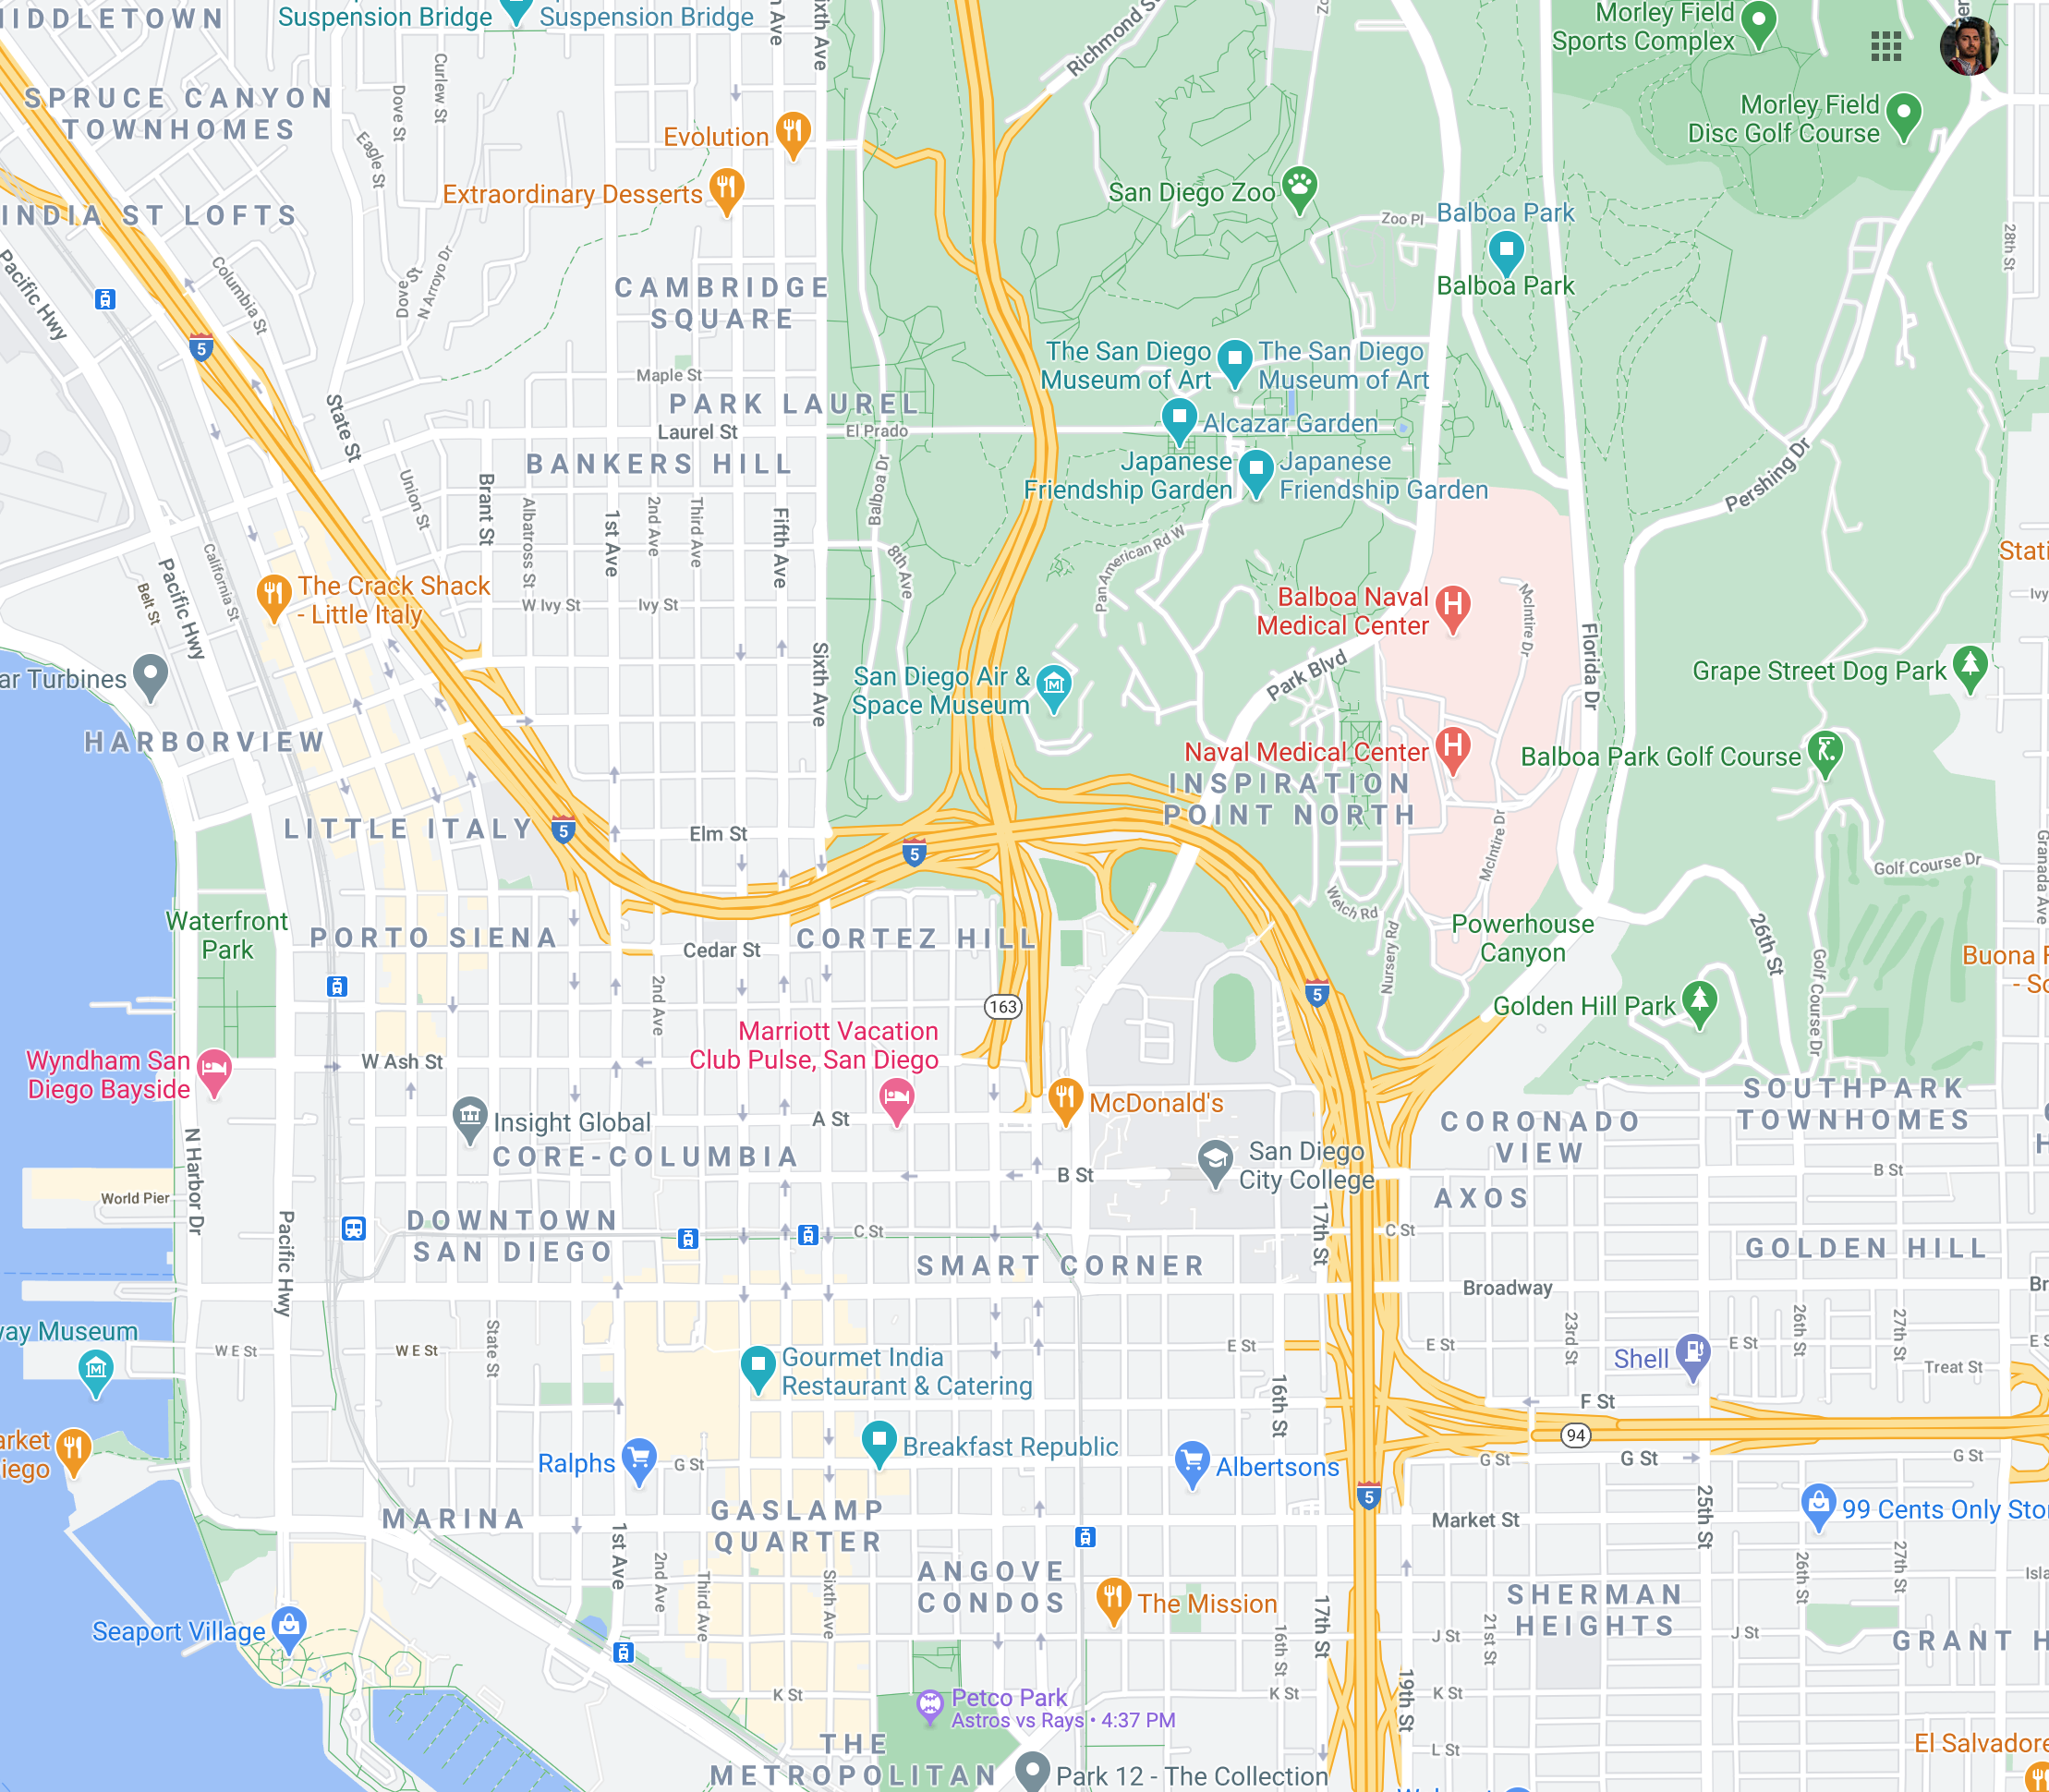 Suspension Bridge
Suspension Bridge
Sixth Ave
Richmond St
Morley Field
Sports Complex
SPRUCE CANYON
TOWNHOMES
Curlew St
Dove St
Eagle St
Evolution
Extraordinary Desserts
Morley Field
Disc Golf Course
San Diego Zoo
Zoo Pl
Balboa Park
Balboa Park
INDIA ST LOFTS
Pacific Hwy
Columbia St
Dove St
N Arroyo Dr
28th St
CAMBRIDGE
SQUARE
5
The San Diego
Museum of Art
The San Diego
Museum of Art
Maple St
PARK LAUREL
Laurel St
El Prado
Alcazar Garden
State St
BANKERS HILL
Japanese
Friendship Garden
Japanese
Friendship Garden
Balboa Dr
Pershing Dr
Union St
Brant St
Albatross St
1st Ave
2nd Ave
Third Ave
Fifth Ave
8th Ave
Pan American Rd W
Pacific Hwy
California St
Belt St
The Crack Shack
- Little Italy
W Ivy St
Ivy St
Balboa Naval
Medical Center
McIntire Dr
Florida Dr
Sixth Ave
Park Blvd
San Diego Air &
Space Museum
Grape Street Dog Park
HARBORVIEW
Naval Medical Center
Balboa Park Golf Course
INSPIRATION
POINT NORTH
LITTLE ITALY
5
Elm St
5
McIntire Dr
Golf Course Dr
Granada Ave
Waterfront
Park
PORTO SIENA
Cedar St
CORTEZ HILL
Welch Rd
Nursery Rd
Powerhouse
Canyon
26th St
Golf Course Dr
5
Golden Hill Park
2nd Ave
163
Marriott Vacation
Club Pulse, San Diego
Wyndham San
Diego Bayside
W Ash St
McDonald's
SOUTHPARK
TOWNHOMES
Insight Global
A St
CORONADO
VIEW
N Harbor Dr
CORE-COLUMBIA
San Diego
City College
B St
B St
World Pier
AXOS
DOWNTOWN
SAN DIEGO
C St
17th St
C St
Pacific Hwy
SMART CORNER
GOLDEN HILL
Broadway
State St
W E St
W E St
E St
E St
23rd St
E St
26th St
27th St
Museum
Shell
Treat St
Gourmet India
Restaurant & Catering
16th St
F St
94
Ralphs
G St
Breakfast Republic
Albertsons
G St
G St
G St
5
MARINA
GASLAMP
QUARTER
Market St
25th St
99 Cents Only
1st Ave
2nd Ave
Third Ave
Sixth Ave
ANGOVE
CONDOS
The Mission
26th St
27th St
SHERMAN
HEIGHTS
Seaport Village
16th St
17th St
J St
21st St
J St
K St
Petco Park
Astros vs Rays • 4:37 PM
K St
19th St
K St
THE
METROPOLITAN
Park 12 - The Collection
L St